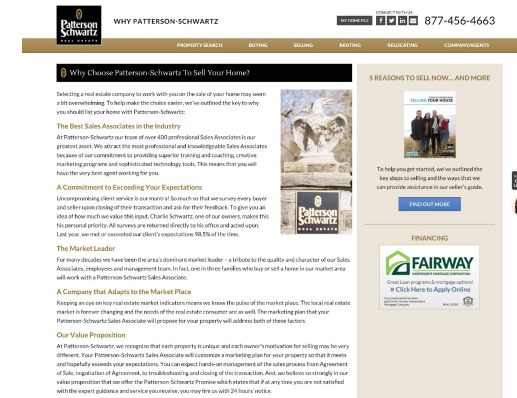 Patterson
Schwartz
REAL ESTATE
WHY PATTERSON-SCHWARTZ
CONNECT WITH US:
MY HOME FILE
877-456-4663
PROPERTY SEARCH
BUYING
SELLING
RENTING
RELOCATING
COMPANY/AGENTS
Why Choose Patterson-Schwartz To Sell Your Home?
Selecting a real estate company to work with you on the sale of your home may seem
a bit overwhelming. To help make the choice easier, we've outlined the key to why
you should list your home with Patterson-Schwartz:
The Best Sales Associates in the Industry
At Patterson-Schwartz our team of over 400 professional Sales Associates is our
greatest asset. We attract the most professional and knowledgeable Sales Associates
because of our commitment to providing superior training and coaching, creative
marketing programs and sophisticated technology tools. This means that you will
have the very best agent working for you.
A Commitment to Exceeding Your Expectations
Uncompromising client service is our mantra! So much so that we survey every buyer
and seller upon closing of their transaction and ask for their feedback. To give you an
idea of how much we value this input, Charlie Schwartz, one of our owners, makes this
his personal priority. All surveys are returned directly to his office and acted upon.
Last year, we met or exceeded our client's expectations 98.5% of the time.
Patterson
Schwartz
REAL ESTATE
The Market Leader
For many decades we have been the area's dominant market leader – a tribute to the quality and character of our Sales
Associates, employees and management team. In fact, one in three families who buy or sell a home in our market area
will work with a Patterson-Schwartz Sales Associate.
A Company that Adapts to the Market Place
Keeping an eye on key real estate market indicators means we know the pulse of the market place. The local real estate
market is forever changing and the needs of the real estate consumer are as well. The marketing plan that your
Patterson-Schwartz Sales Associate will propose for your property will address both of these factors.
Our Value Proposition
At Patterson-Schwartz, we recognize that each property is unique and each owner's motivation for selling may be very
different. Your Patterson-Schwartz Sales Associate will customize a marketing plan for your property so that it meets
and hopefully exceeds your expectations. You can expect hands-on management of the sales process from Agreement
of Sale, negotiation of Agreement, to troubleshooting and closing of the transaction. And, we believe so strongly in our
value proposition that we offer the Patterson-Schwartz Promise which states that if at any time you are not satisfied
with the expert guidance and service you receive, you may fire us with 24 hours' notice.
5 REASONS TO SELL NOW... AND MORE
SELLING YOUR HOUSE
To help you get started, we've outlined the
key steps to selling and the ways that we
can provide assistance in our seller's guide.
FIND OUT MORE
FINANCING
FAIRWAY
INDEPENDENT MORTGAGE CORPORATION
Great Loan programs & mortgage options!
Click Here to Apply Online